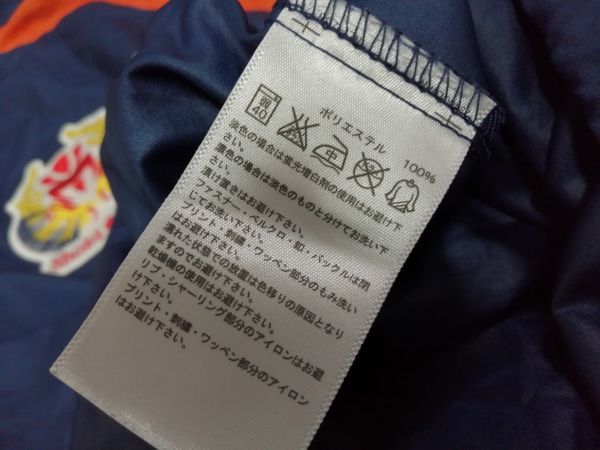 ポリエステル 100%
弱
40
淡色の場合は蛍光増白剤の使用はお避け下
さい。
濃色の場合は淡色のものと分けてお洗い下
さい。
漬け置きはお避け下さい。
ファスナー・ベルクロ・釦・バックルは閉
じてお洗い下さい。
プリント・刺繍・ワッペン部分のもみ洗い
はお避け下さい。
濡れた状態での放置は色移りの原因となり
ますのでお避け下さい。
乾燥機の使用はお避け下さい。
リブ・シャーリング部分のアイロンはお避
け下さい。
プリント・刺繍・ワッペン部分のアイロン
はお避け下さい。